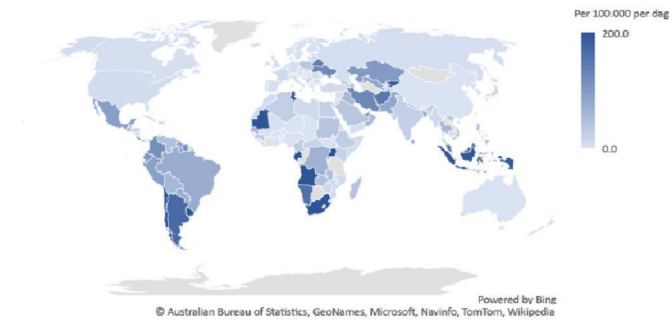 Per 100.000 per dag
200.0
0.0
Powered by Bing
© Australian Bureau of Statistics, GeoNames, Microsoft, Navinfo, TomTom, Wikipedia